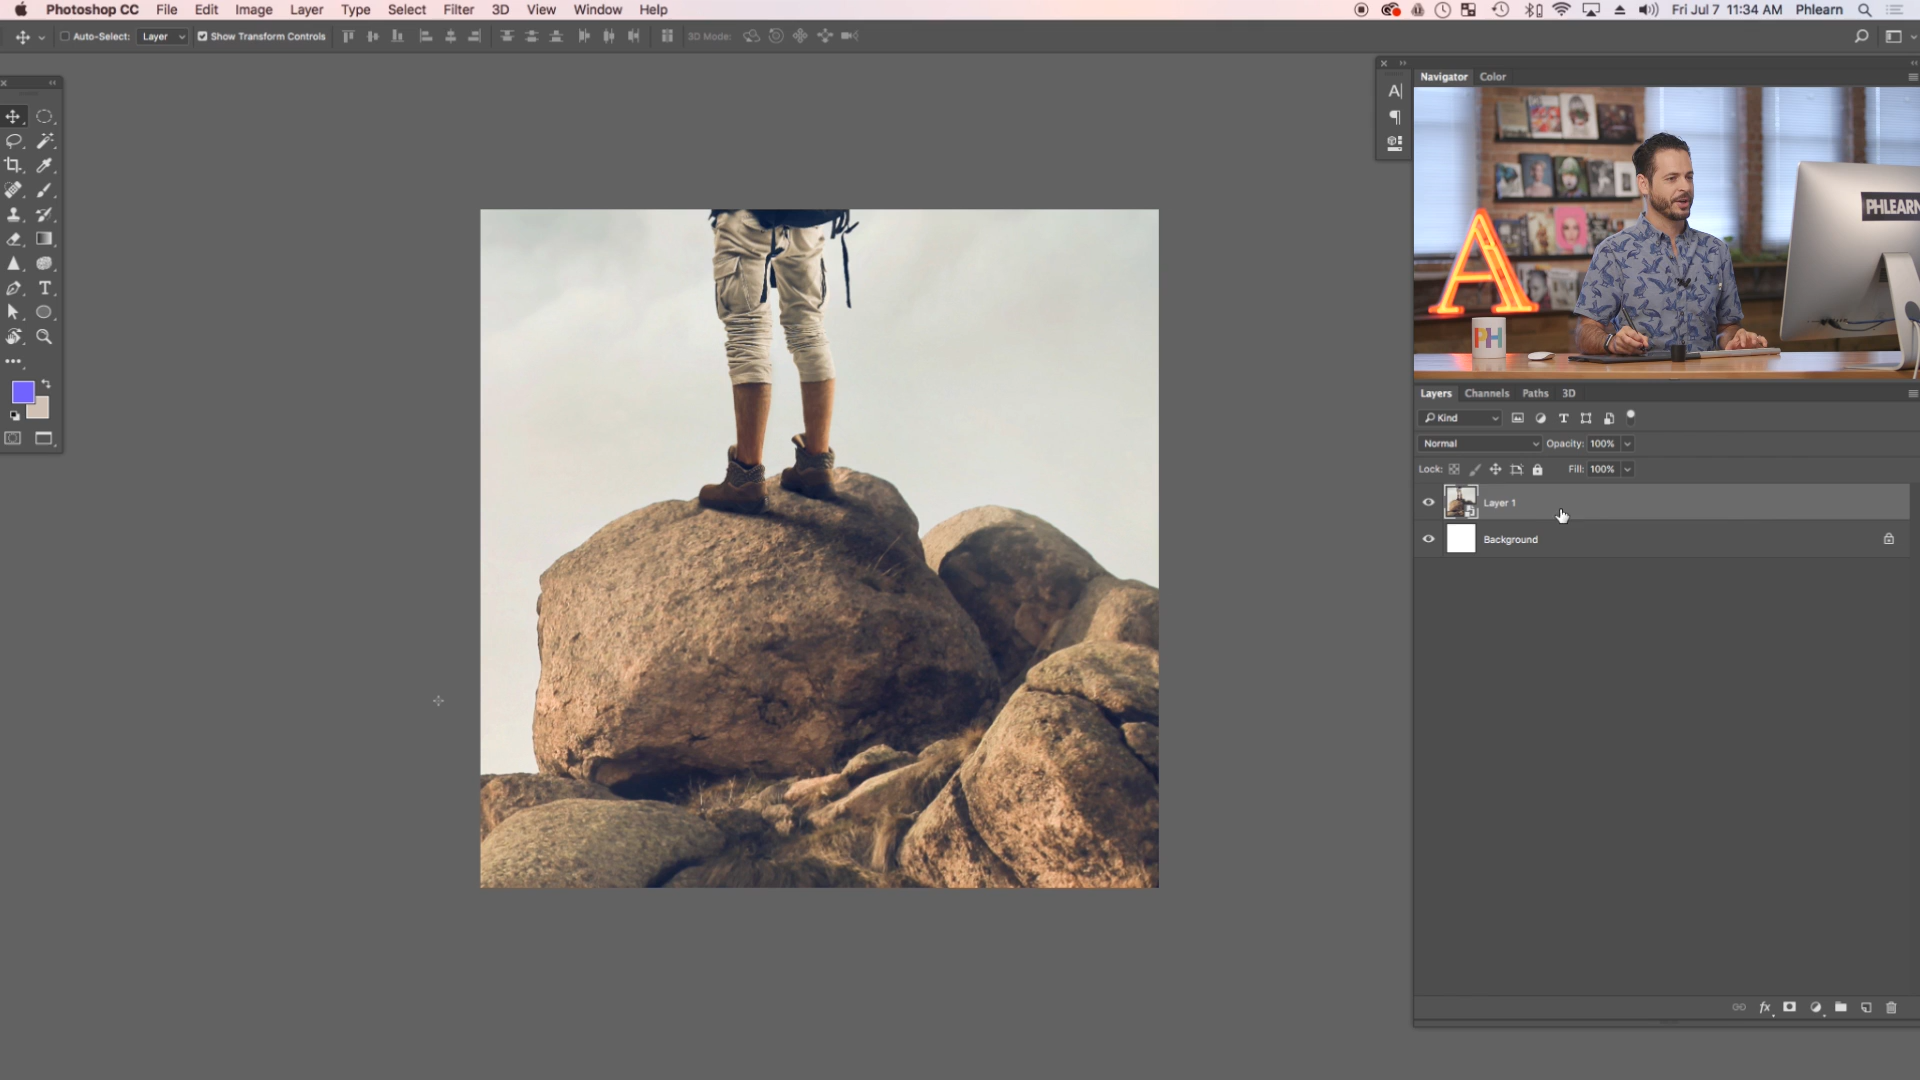 Photoshop CC File Edit Image Layer Type Select Filter 3D View Window Help Fri Jul 7 11:34 AM Phlearn
Auto-Select: Layer Show Transform Controls 3D Mode:
Navigator Color
A
PHLEARN
PH
Layers Channels Paths 3D
Kind
Normal Opacity: 100%
Lock: Fill: 100%
Layer 1
Background
fx